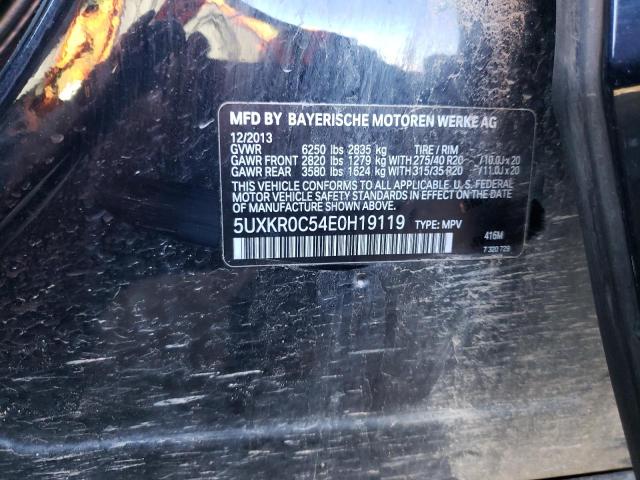 MFD BY BAYERISCHE MOTOREN WERKE AG
12/2013
GVWR 6250 lbs 2835 kg TIRE / RIM
GAWR FRONT 2820 lbs 1279 kg WITH 275/40 R20 /10.0J x 20
GAWR REAR 3580 lbs 1624 kg WITH 315/35 R20 /11.0J x 20
THIS VEHICLE CONFORMS TO ALL APPLICABLE U.S. FEDERAL
MOTOR VEHICLE SAFETY STANDARDS IN EFFECT ON THE DATE
OF MANUFACTURE SHOWN ABOVE.
5UXKR0C54E0H19119 TYPE: MPV
416M
7 320 729